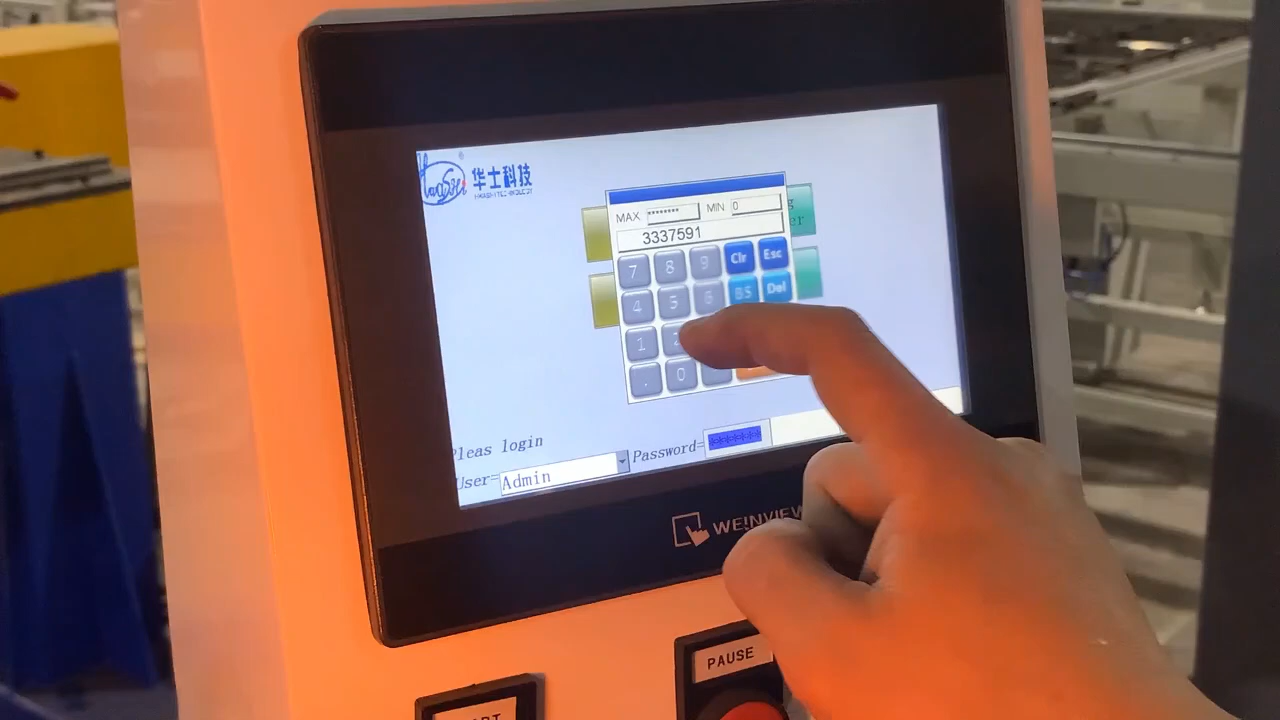 华士科技
MAX ******** MIN 0
3337591
7 8 9 Clr Esc
4 5 6 BS Del
1 2
. 0
Pleas login
User= Admin Password=
WEINVIEW
PAUSE